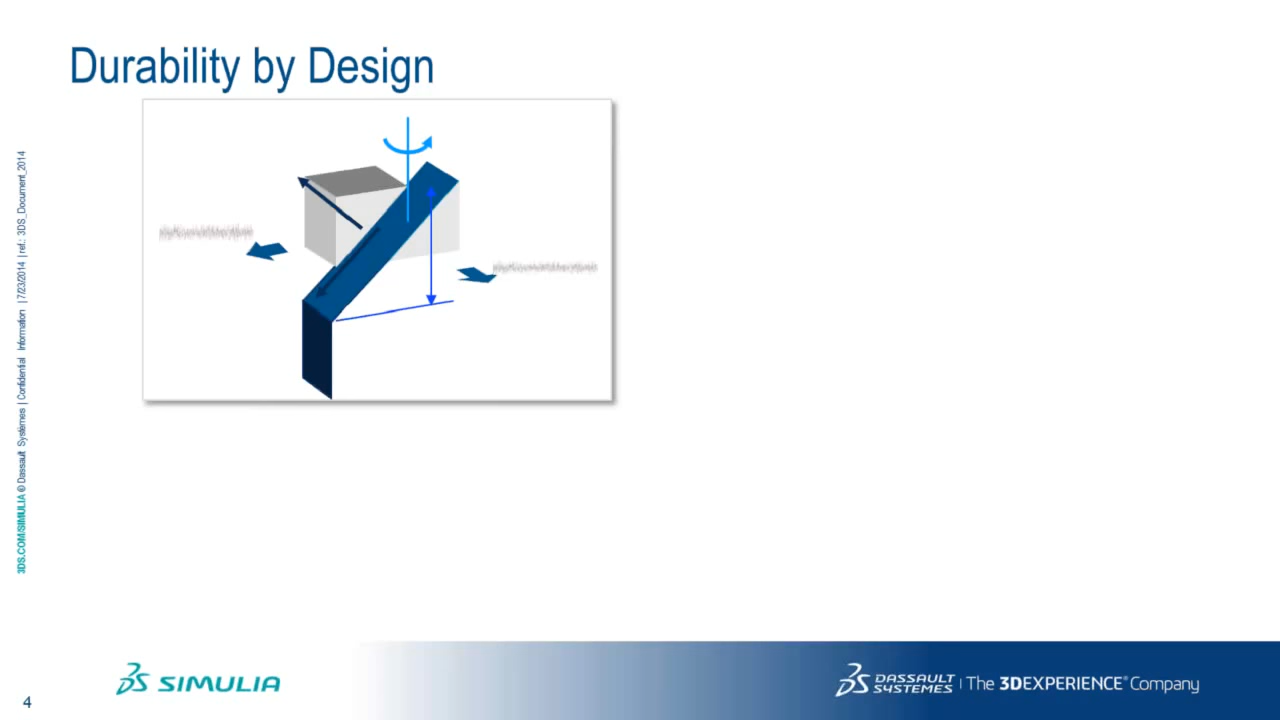 Durability by Design
3DS.COM/SIMULIA © Dassault Systèmes | Confidential Information | 7/23/2014 | ref.: 3DS_Document_2014
SIMULIA
DASSAULT
SYSTEMES | The 3DEXPERIENCE® Company
4